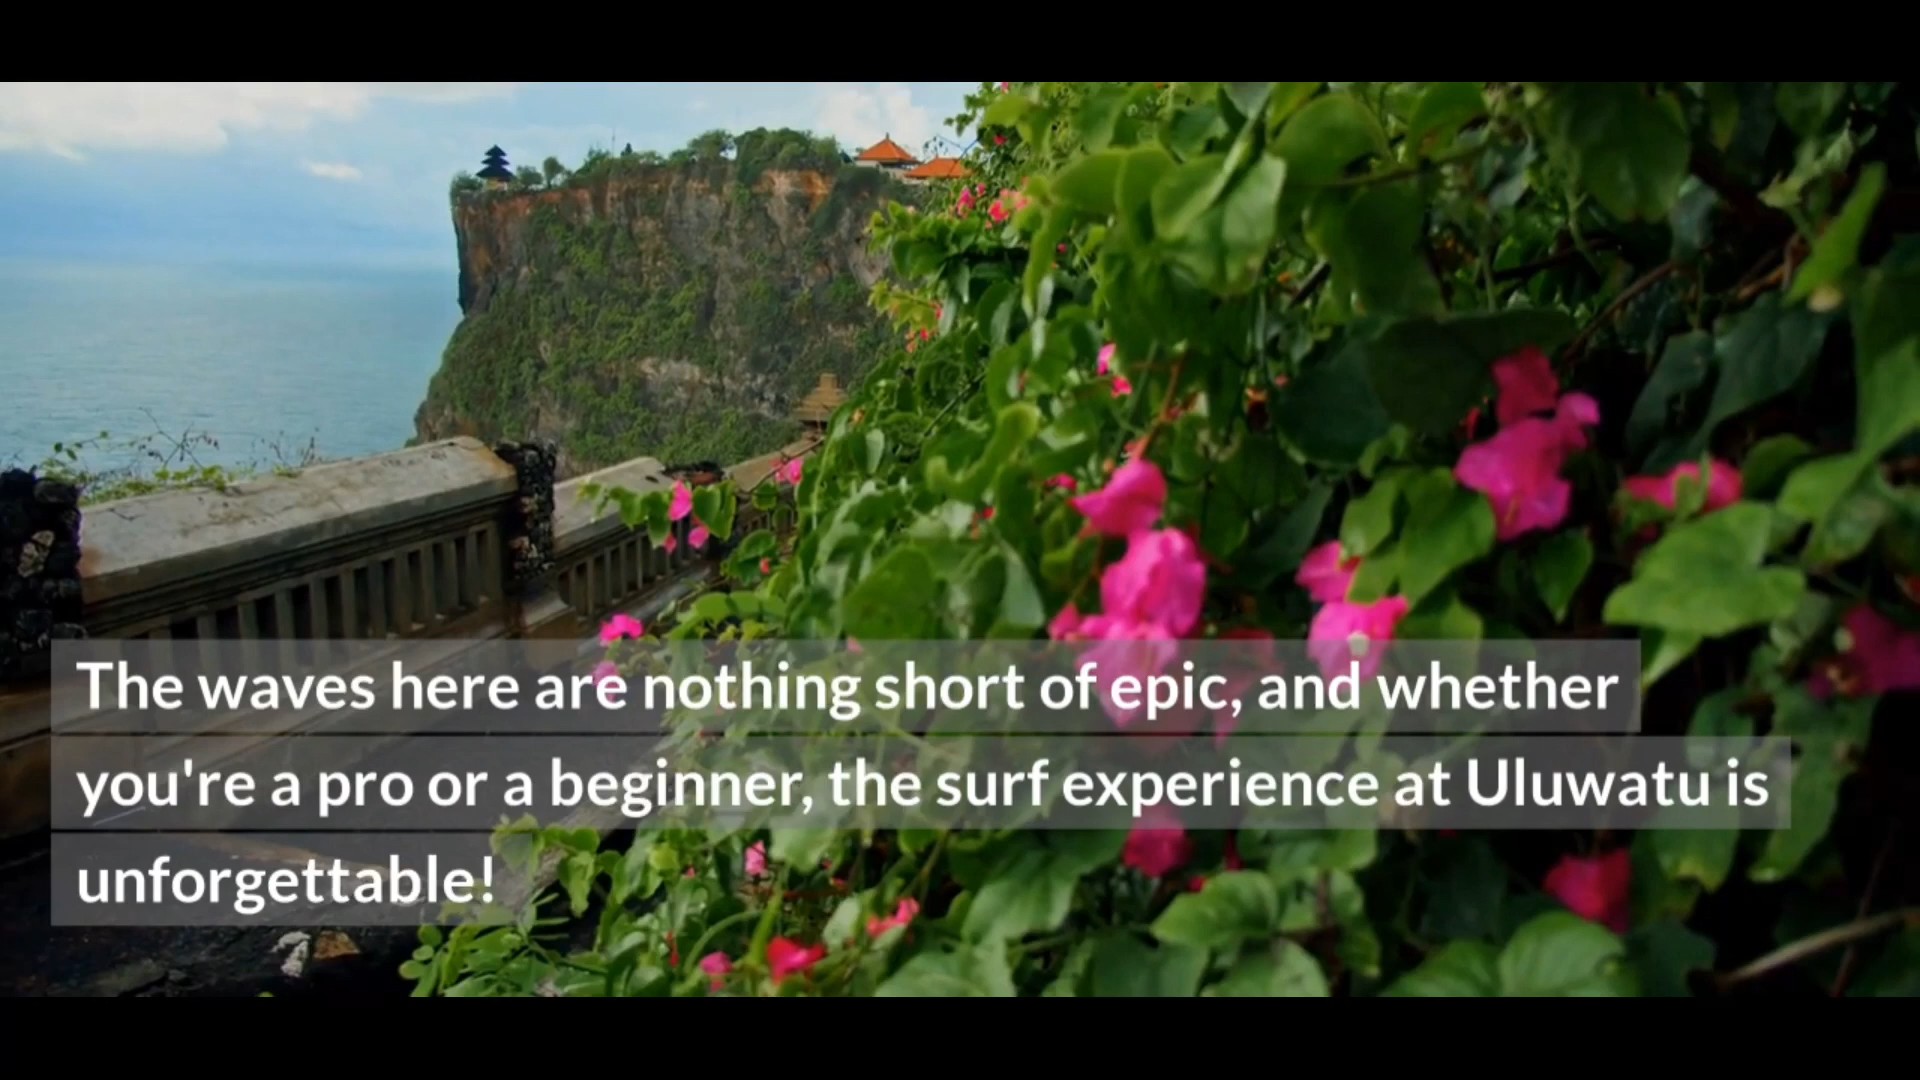 The waves here are nothing short of epic, and whether
you're a pro or a beginner, the surf experience at Uluwatu is
unforgettable!